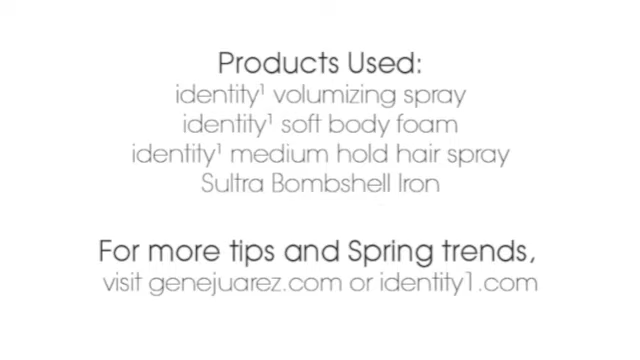 Products Used:
identity¹ volumizing spray
identity¹ soft body foam
identity¹ medium hold hair spray
Sultra Bombshell Iron
For more tips and Spring trends,
visit genejuarez.com or identity1.com